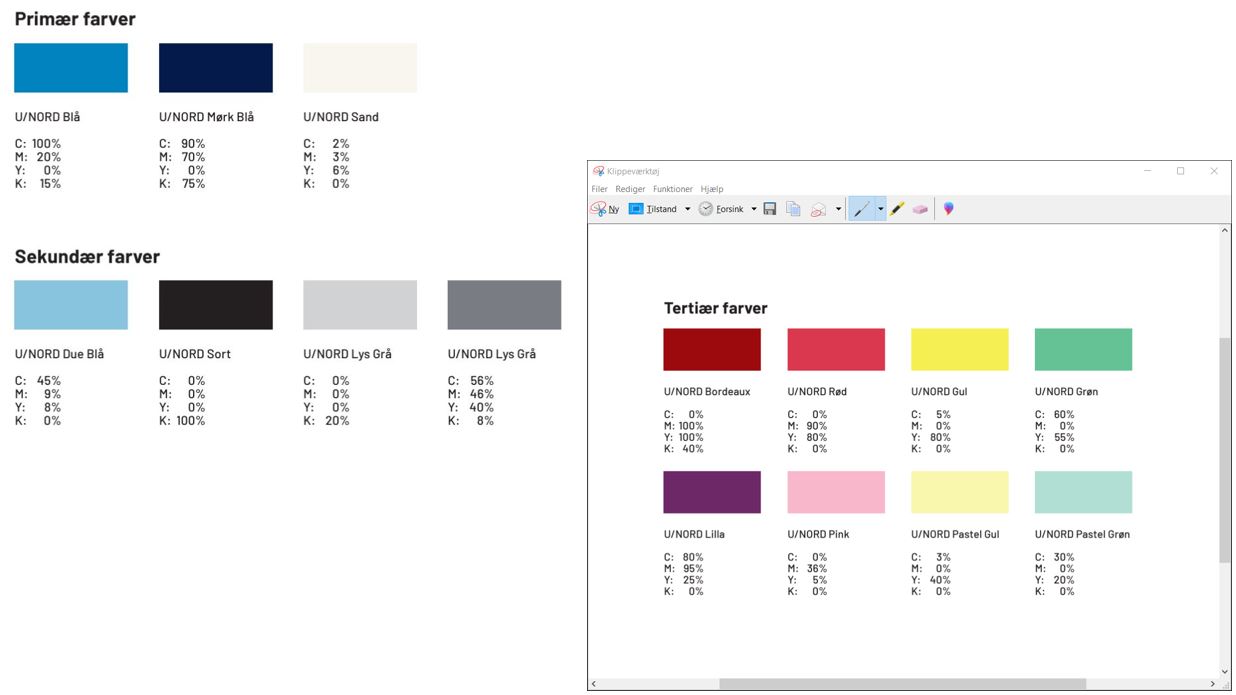 Primær farver
U/NORD Blå
C: 100%
M: 20%
Y: 0%
K: 15%
U/NORD Mørk Blå
C: 90%
M: 70%
Y: 0%
K: 75%
U/NORD Sand
C: 2%
M: 3%
Y: 6%
K: 0%
Sekundær farver
U/NORD Due Blå
C: 45%
M: 9%
Y: 8%
K: 0%
U/NORD Sort
C: 0%
M: 0%
Y: 0%
K: 100%
U/NORD Lys Grå
C: 0%
M: 0%
Y: 0%
K: 20%
U/NORD Lys Grå
C: 56%
M: 46%
Y: 40%
K: 8%
Klippeværktøj
Filer Rediger Funktioner Hjælp
Ny Tilstand Forsink
Tertiær farver
U/NORD Bordeaux
C: 0%
M: 100%
Y: 100%
K: 40%
U/NORD Rød
C: 0%
M: 90%
Y: 80%
K: 0%
U/NORD Gul
C: 5%
M: 0%
Y: 80%
K: 0%
U/NORD Grøn
C: 60%
M: 0%
Y: 55%
K: 0%
U/NORD Lilla
C: 80%
M: 95%
Y: 25%
K: 0%
U/NORD Pink
C: 0%
M: 36%
Y: 5%
K: 0%
U/NORD Pastel Gul
C: 3%
M: 0%
Y: 40%
K: 0%
U/NORD Pastel Grøn
C: 30%
M: 0%
Y: 20%
K: 0%